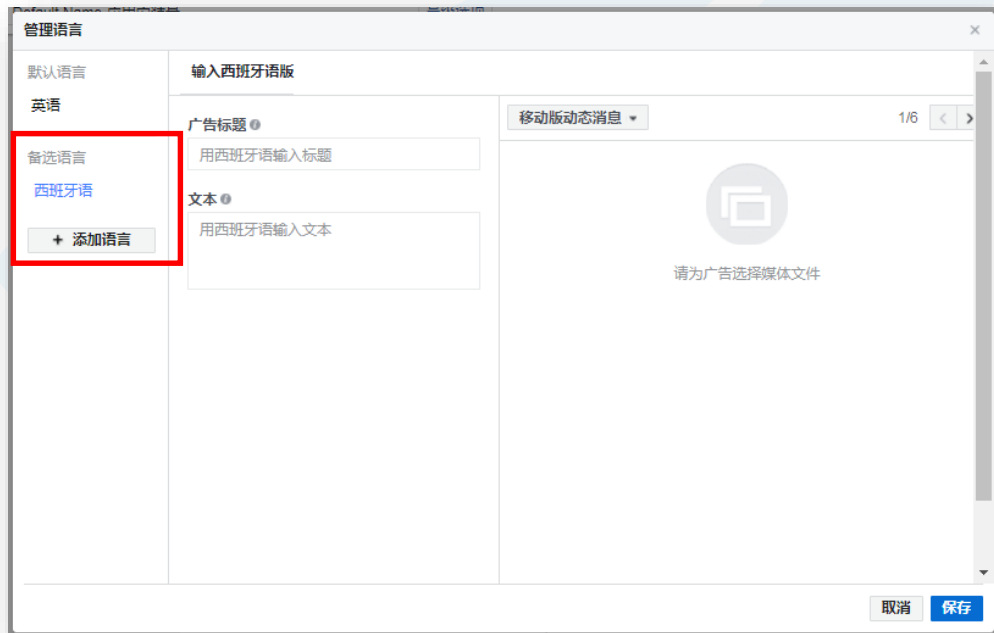 管理语言
默认语言
英语
备选语言
西班牙语
+ 添加语言
输入西班牙语版
广告标题
用西班牙语输入标题
文本
用西班牙语输入文本
移动版动态消息
1/6
请为广告选择媒体文件
取消
保存